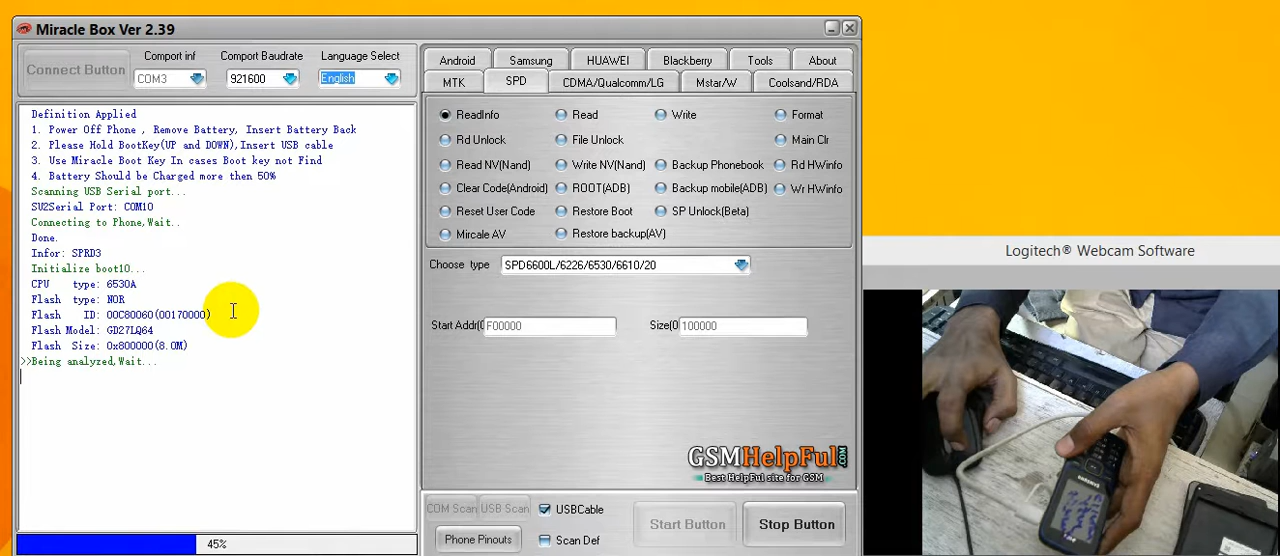 Miracle Box Ver 2.39
Connect Button
Comport inf
Comport Baudrate
Language Select
COM3
921600
English
Definition Applied
1. Power Off Phone , Remove Battery, Insert Battery Back
2. Please Hold BootKey(UP and DOWN),Insert USB cable
3. Use Miracle Boot Key In cases Boot key not Find
4. Battery Should be Charged more then 50%
Scanning USB Serial port...
SU2Serial Port: COM10
Connecting to Phone,Wait..
Done.
Infor: SPRD3
Initialize boot10...
CPU type: 6530A
Flash type: NOR
Flash ID: 00C80060(00170000)
Flash Model: GD27LQ64
Flash Size: 0x800000(8.0M)
>>Being analyzed,Wait...
45%
Android
Samsung
HUAWEI
Blackberry
Tools
About
MTK
SPD
CDMA/Qualcomm/LG
Mstar/W
Coolsand/RDA
ReadInfo
Read
Write
Format
Rd Unlock
File Unlock
Main Clr
Read NV(Nand)
Write NV(Nand)
Backup Phonebook
Rd HWinfo
Clear Code(Android)
ROOT(ADB)
Backup mobile(ADB)
Wr HWinfo
Reset User Code
Restore Boot
SP Unlock(Beta)
Mircale AV
Restore backup(AV)
Choose type
SPD6600L/6226/6530/6610/20
Start Addr(0
F00000
Size(0
100000
GSMHelpFul.COM
Best HelpFul site for GSM
COM Scan
USB Scan
USBCable
Phone Pinouts
Scan Def
Start Button
Stop Button
Logitech® Webcam Software
SAMSUNG